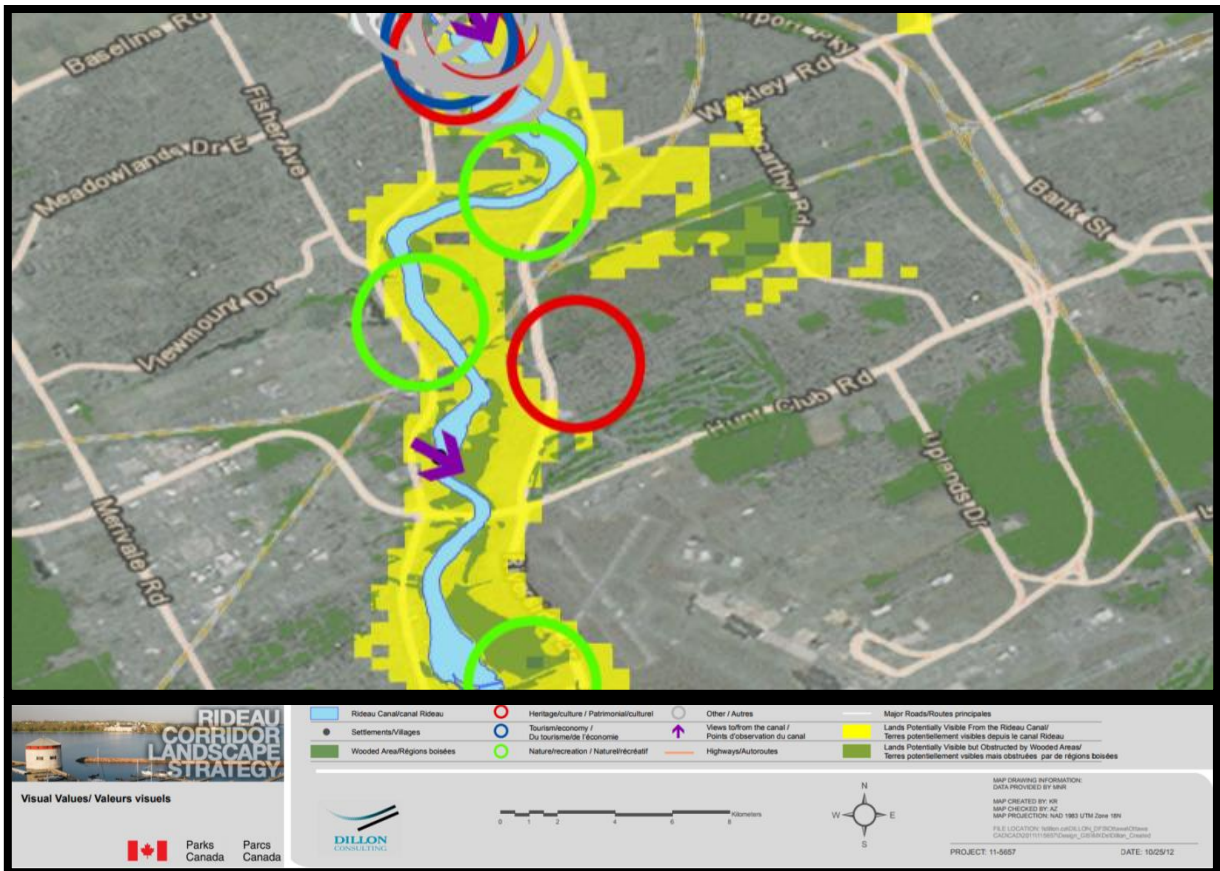 Baseline Rd
Airport Pky
Walkley Rd
Fisher Ave
Meadowlands Dr E
McCarthy Rd
Bank St
Newmount Dr
Hunt Club Rd
Uplands Dr
Merivale Rd
RIDEAU
CORRIDOR
LANDSCAPE
STRATEGY
Visual Values/ Valeurs visuels
Parks
Canada
Parcs
Canada
Rideau Canal/canal Rideau
Settlements/Villages
Wooded Area/Régions boisées
Heritage/culture / Patrimonial/culturel
Tourism/economy /
Du tourisme/de l'économie
Nature/recreation / Naturel/récréatif
Other / Autres
Views to/from the canal /
Points d'observation du canal
Highways/Autoroutes
Major Roads/Routes principales
Lands Potentially Visible From the Rideau Canal/
Terres potentiellement visibles depuis le canal Rideau
Lands Potentially Visible but Obstructed by Wooded Areas/
Terres potentiellement vsibles mais obstruées par de régions boisées
DILLON
CONSULTING
0 1 2 4 6 8
Kilometers
N
W E
S
MAP DRAWING INFORMATION:
DATA PROVIDED BY MNR
MAP CREATED BY: KR
MAP CHECKED BY: AZ
MAP PROJECTION: NAD 1983 UTM Zone 18N
PROJECT: 11-5657
DATE: 10/25/12